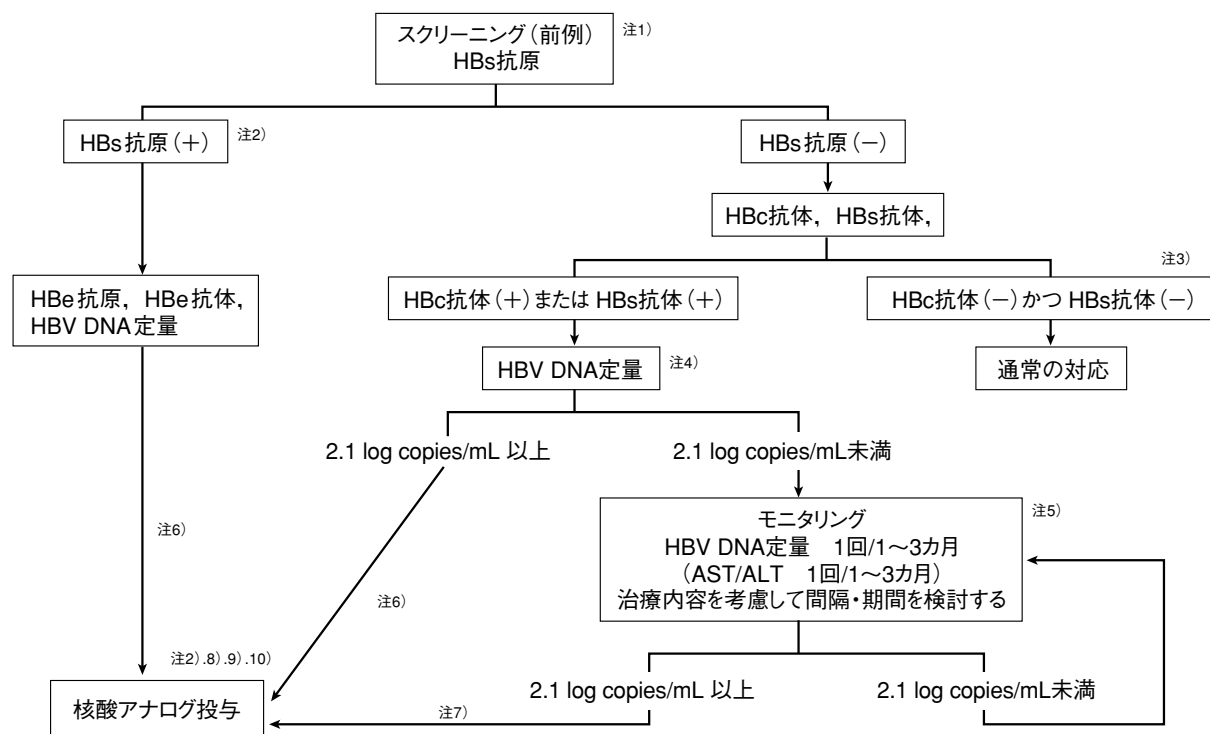 スクリーニング（前例）
HBs抗原
注1）
HBs抗原（＋）
注2）
HBs抗原（－）
HBc抗体，HBs抗体，
注3）
HBe抗原，HBe抗体，
HBV DNA定量
HBc抗体（＋）または HBs抗体（＋）
HBc抗体（－）かつ HBs抗体（－）
HBV DNA定量
注4）
通常の対応
2.1 log copies/mL 以上
2.1 log copies/mL未満
注6）
モニタリング
HBV DNA定量　1回/1～3カ月
（AST/ALT　1回/1～3カ月）
治療内容を考慮して間隔・期間を検討する
注5）
注6）
注2）.8）.9）.10）
核酸アナログ投与
注7）
2.1 log copies/mL 以上
2.1 log copies/mL未満